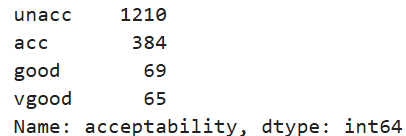 unacc    1210
acc       384
good       69
vgood      65
Name: acceptability, dtype: int64